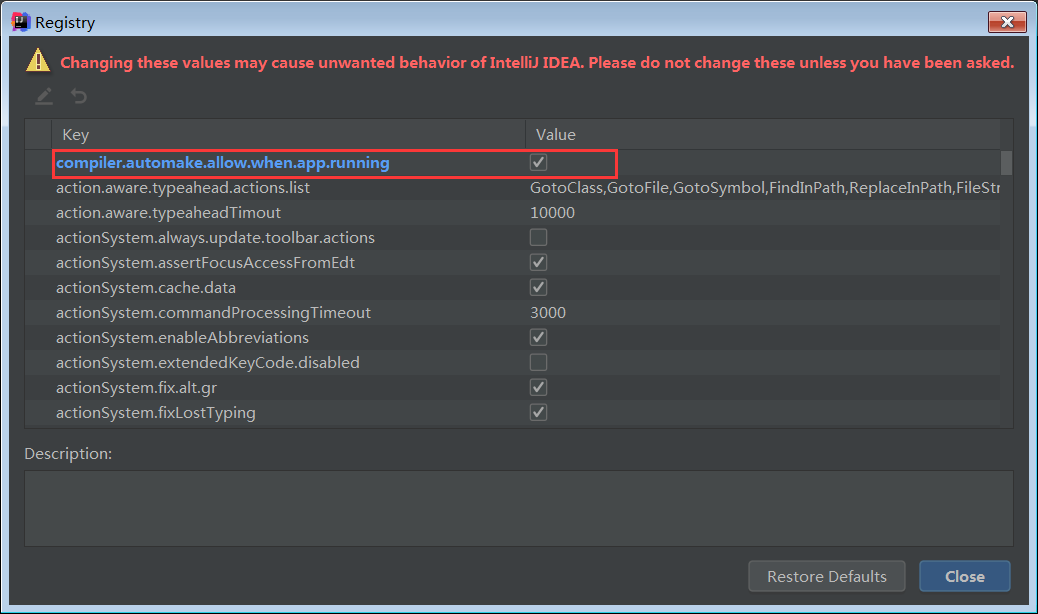 Registry
Changing these values may cause unwanted behavior of IntelliJ IDEA. Please do not change these unless you have been asked.
Key Value
compiler.automake.allow.when.app.running
action.aware.typeahead.actions.list GotoClass,GotoFile,GotoSymbol,FindInPath,ReplaceInPath,FileStr
action.aware.typeaheadTimout 10000
actionSystem.always.update.toolbar.actions
actionSystem.assertFocusAccessFromEdt
actionSystem.cache.data
actionSystem.commandProcessingTimeout 3000
actionSystem.enableAbbreviations
actionSystem.extendedKeyCode.disabled
actionSystem.fix.alt.gr
actionSystem.fixLostTyping
Description:
Restore Defaults Close